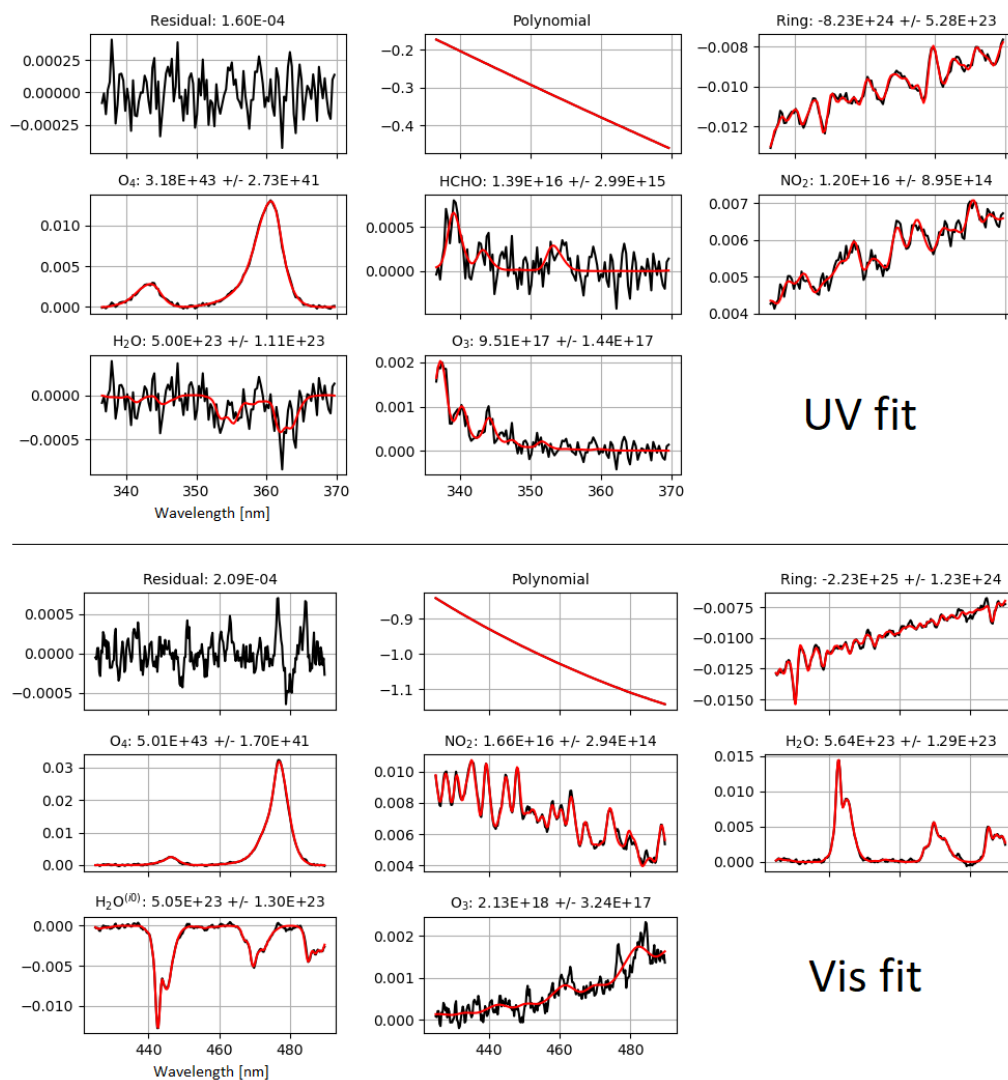 Residual: 1.60E-04
Polynomial
Ring: -8.23E+24 +/- 5.28E+23
0.00025
0.00000
−0.00025
−0.2
−0.3
−0.4
−0.008
−0.010
−0.012
O₄: 3.18E+43 +/- 2.73E+41
HCHO: 1.39E+16 +/- 2.99E+15
NO₂: 1.20E+16 +/- 8.95E+14
0.010
0.005
0.000
0.0005
0.0000
0.007
0.006
0.005
0.004
H₂O: 5.00E+23 +/- 1.11E+23
O₃: 9.51E+17 +/- 1.44E+17
0.0000
−0.0005
0.002
0.001
0.000
UV fit
340 350 360 370
340 350 360 370
Wavelength [nm]
Residual: 2.09E-04
Polynomial
Ring: -2.23E+25 +/- 1.23E+24
0.0005
0.0000
−0.0005
−0.9
−1.0
−1.1
−0.0075
−0.0100
−0.0125
−0.0150
O₄: 5.01E+43 +/- 1.70E+41
NO₂: 1.66E+16 +/- 2.94E+14
H₂O: 5.64E+23 +/- 1.29E+23
0.03
0.02
0.01
0.00
0.010
0.008
0.006
0.004
0.015
0.010
0.005
0.000
H₂O⁽ⁱ⁰⁾: 5.05E+23 +/- 1.30E+23
O₃: 2.13E+18 +/- 3.24E+17
0.000
−0.005
−0.010
0.002
0.001
0.000
Vis fit
440 460 480
440 460 480
Wavelength [nm]